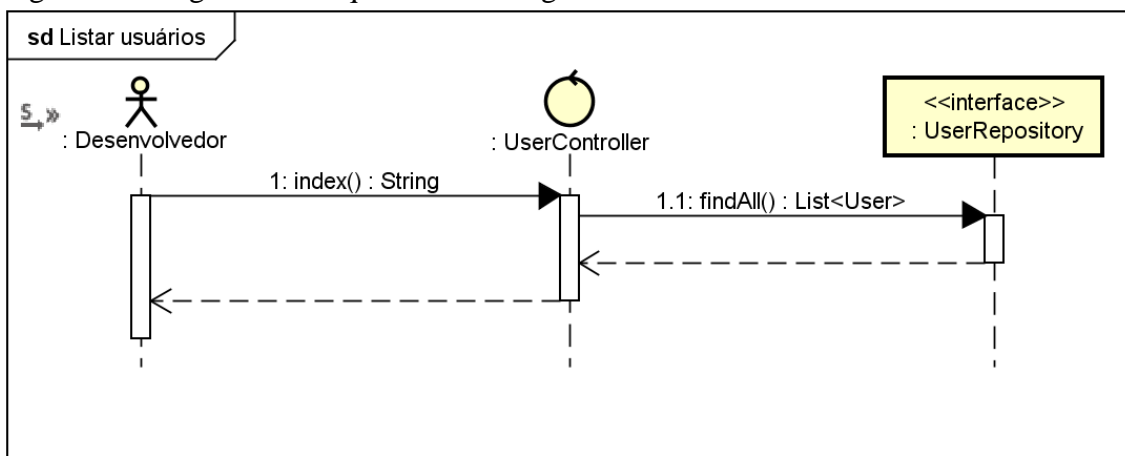 sd Listar usuários
S »
: Desenvolvedor
: UserController
<<interface>>
: UserRepository
1: index() : String
1.1: findAll() : List<User>